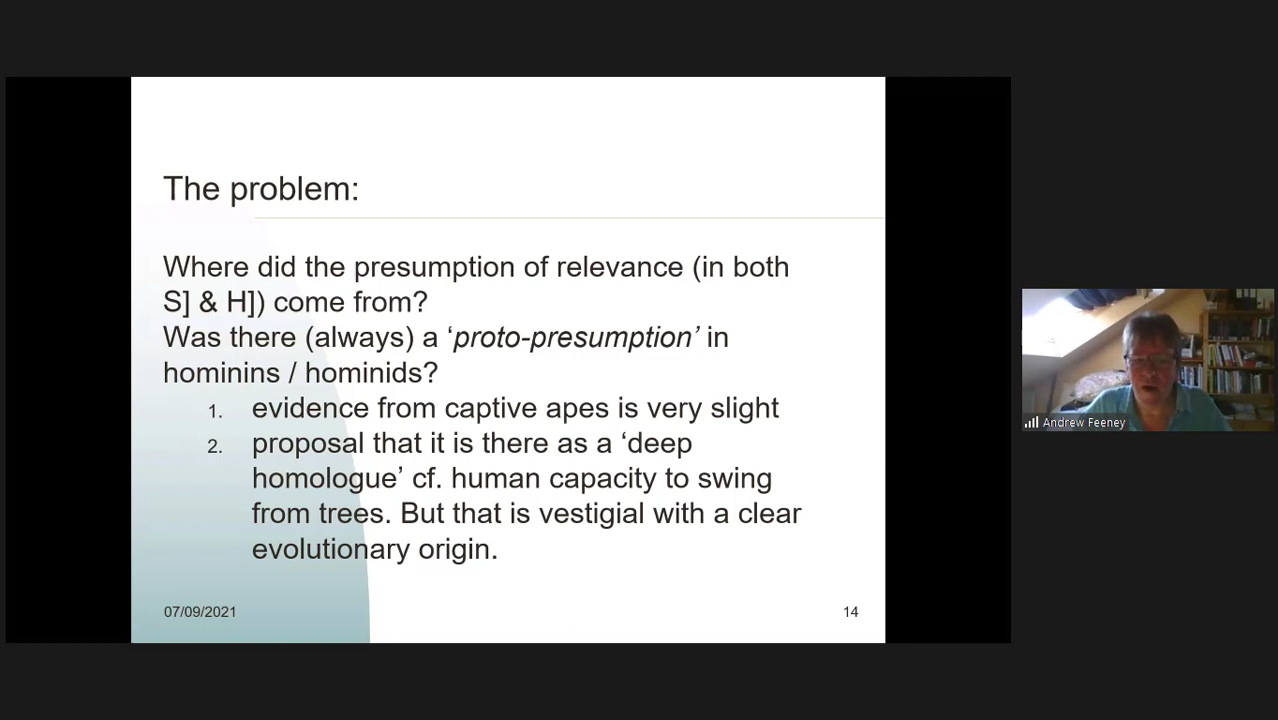 The problem:
Where did the presumption of relevance (in both
S] & H]) come from?
Was there (always) a ‘proto-presumption’ in
hominins / hominids?
1. evidence from captive apes is very slight
2. proposal that it is there as a ‘deep
homologue’ cf. human capacity to swing
from trees. But that is vestigial with a clear
evolutionary origin.
07/09/2021
14
Andrew Feeney